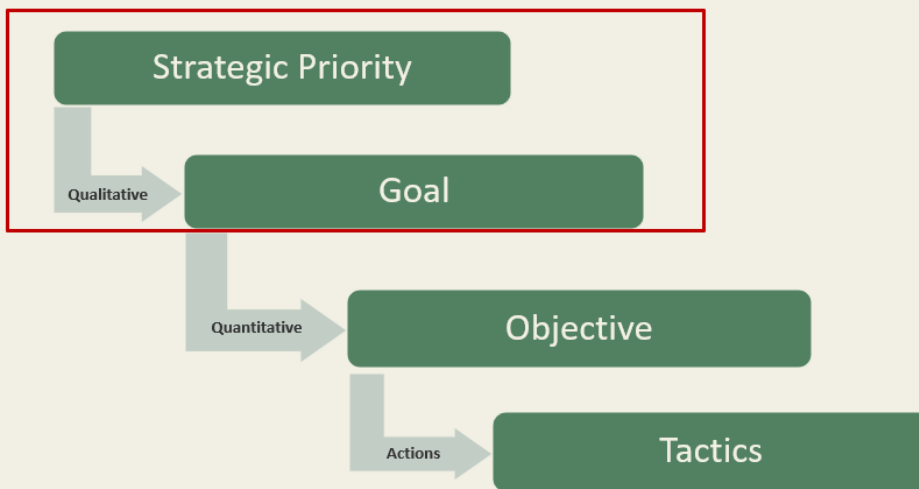 Strategic Priority
Qualitative
Goal
Quantitative
Objective
Actions
Tactics